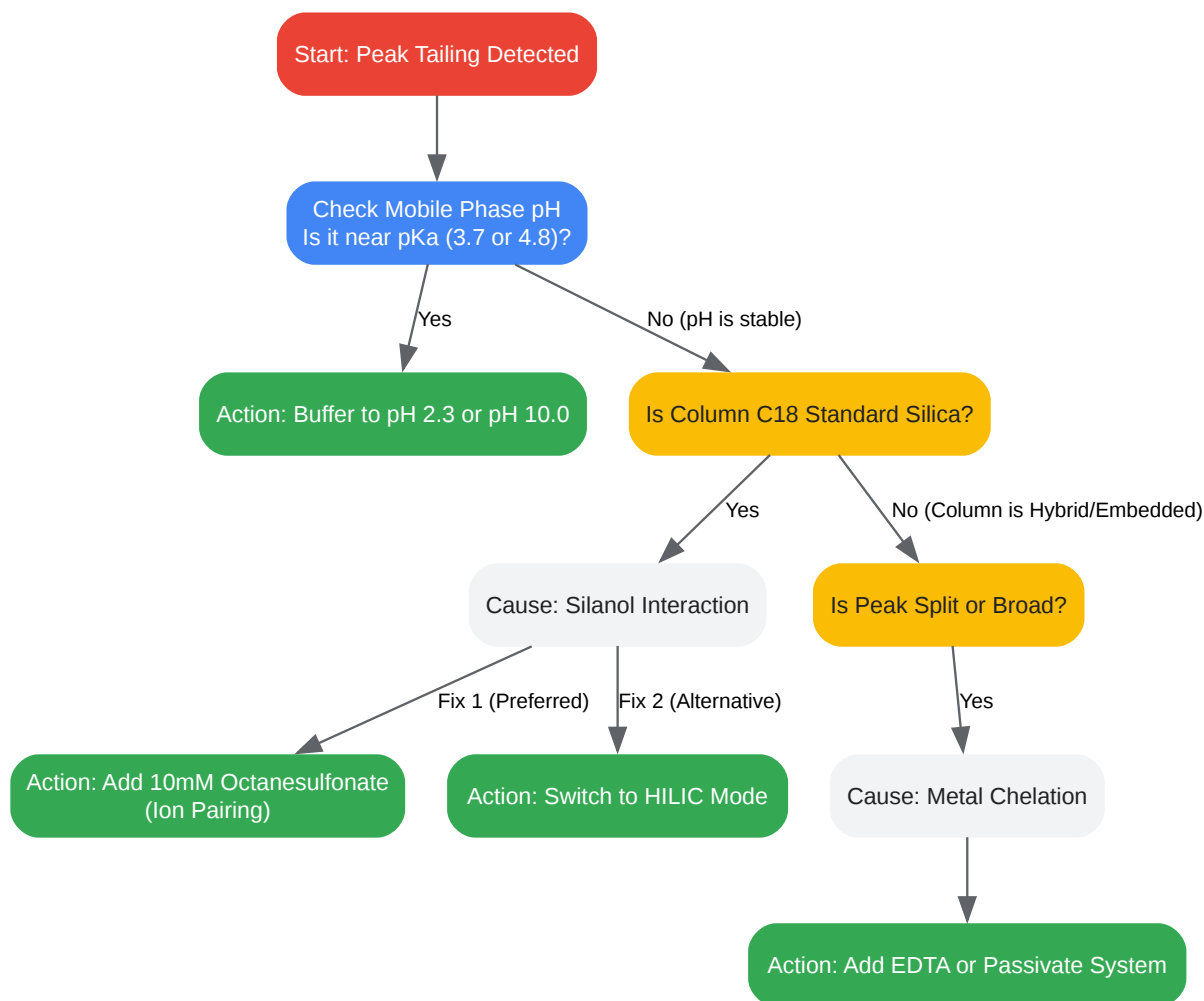 Start: Peak Tailing Detected
Check Mobile Phase pH
Is it near pKa (3.7 or 4.8)?
Yes
No (pH is stable)
Action: Buffer to pH 2.3 or pH 10.0
Is Column C18 Standard Silica?
Yes
No (Column is Hybrid/Embedded)
Cause: Silanol Interaction
Is Peak Split or Broad?
Fix 1 (Preferred)
Fix 2 (Alternative)
Yes
Action: Add 10mM Octanesulfonate
(Ion Pairing)
Action: Switch to HILIC Mode
Cause: Metal Chelation
Action: Add EDTA or Passivate System